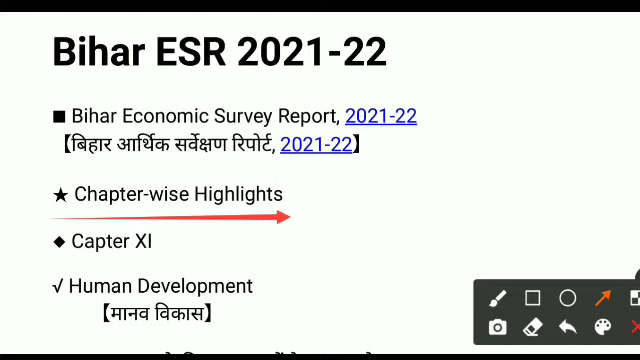 Bihar ESR 2021-22
■ Bihar Economic Survey Report, 2021-22
【बिहार आर्थिक सर्वेक्षण रिपोर्ट, 2021-22】
★ Chapter-wise Highlights
◆ Capter XI
√ Human Development
【मानव विकास】